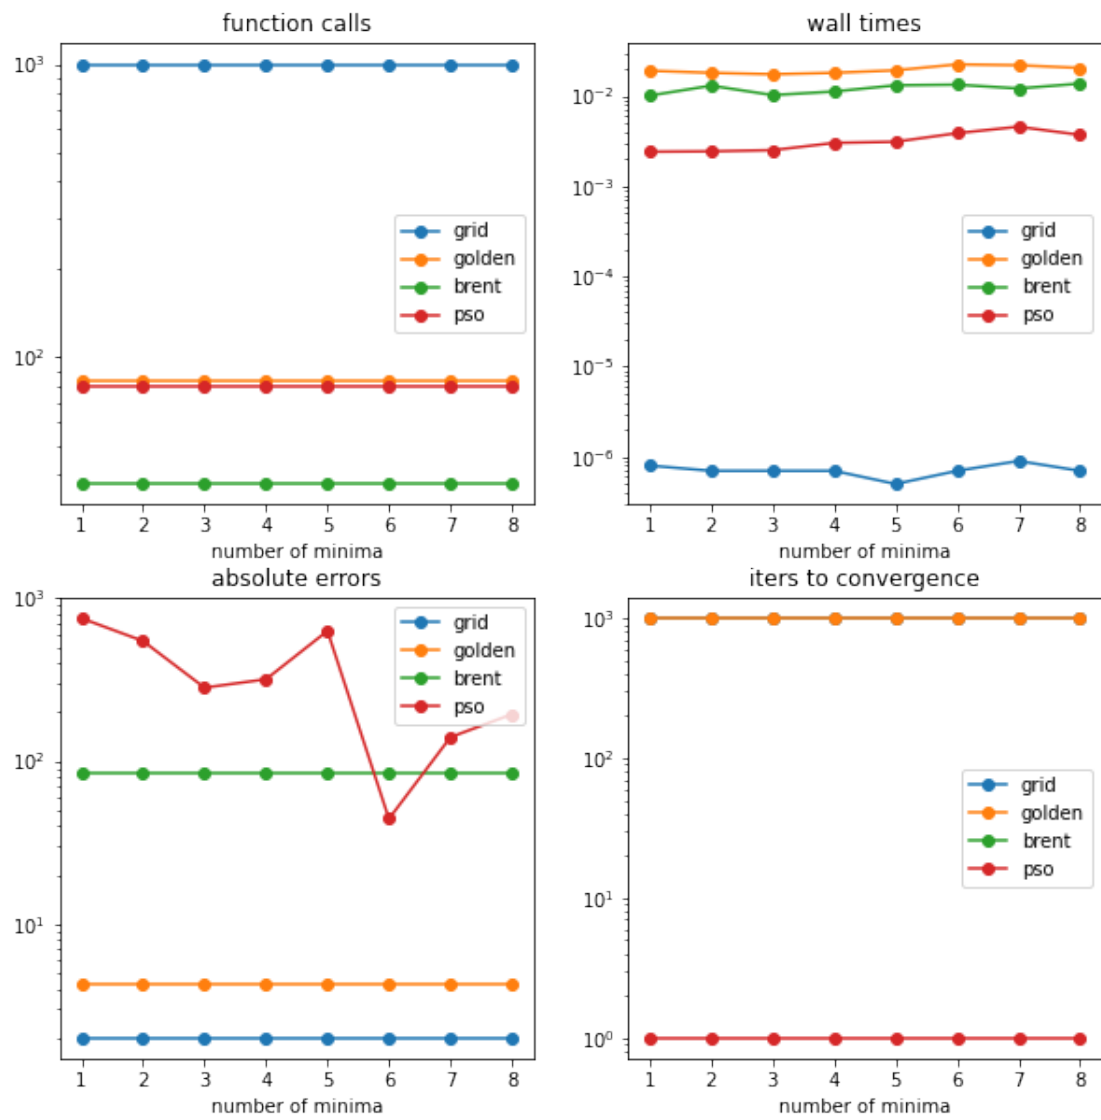 function calls
10³
10²
grid
golden
brent
pso
1 2 3 4 5 6 7 8
number of minima
wall times
10⁻²
10⁻³
10⁻⁴
10⁻⁵
10⁻⁶
grid
golden
brent
pso
1 2 3 4 5 6 7 8
number of minima
absolute errors
10³
10²
10¹
grid
golden
brent
pso
1 2 3 4 5 6 7 8
number of minima
iters to convergence
10³
10²
10¹
10⁰
grid
golden
brent
pso
1 2 3 4 5 6 7 8
number of minima